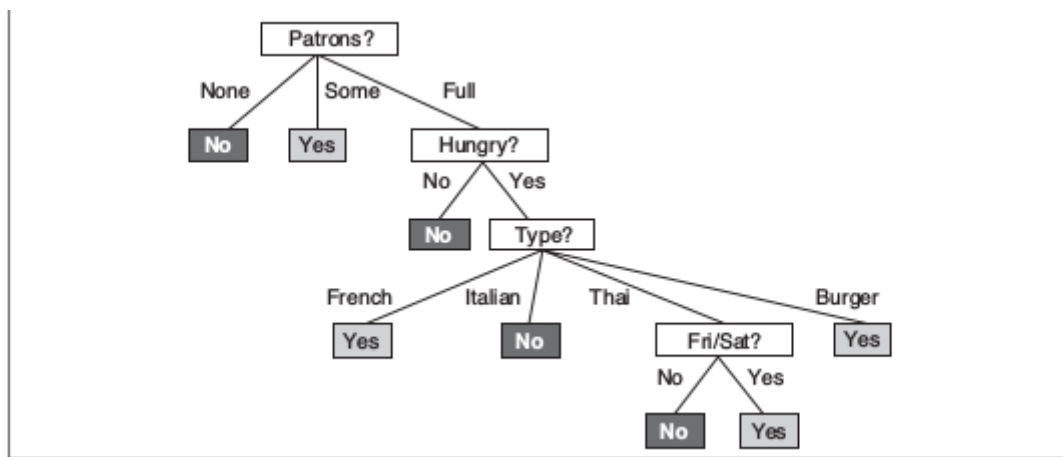 Patrons?
None Some Full
No Yes Hungry?
No Yes
No Type?
French Italian Thai Burger
Yes No Fri/Sat? Yes
No Yes
No Yes